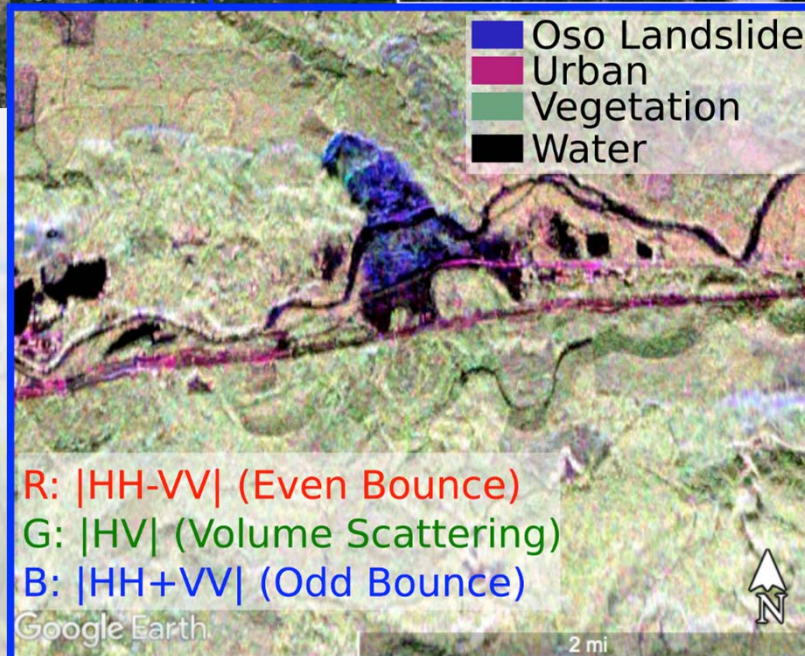 Oso Landslide
Urban
Vegetation
Water
R: |HH-VV| (Even Bounce)
G: |HV| (Volume Scattering)
B: |HH+VV| (Odd Bounce)
N
Google Earth
2 mi